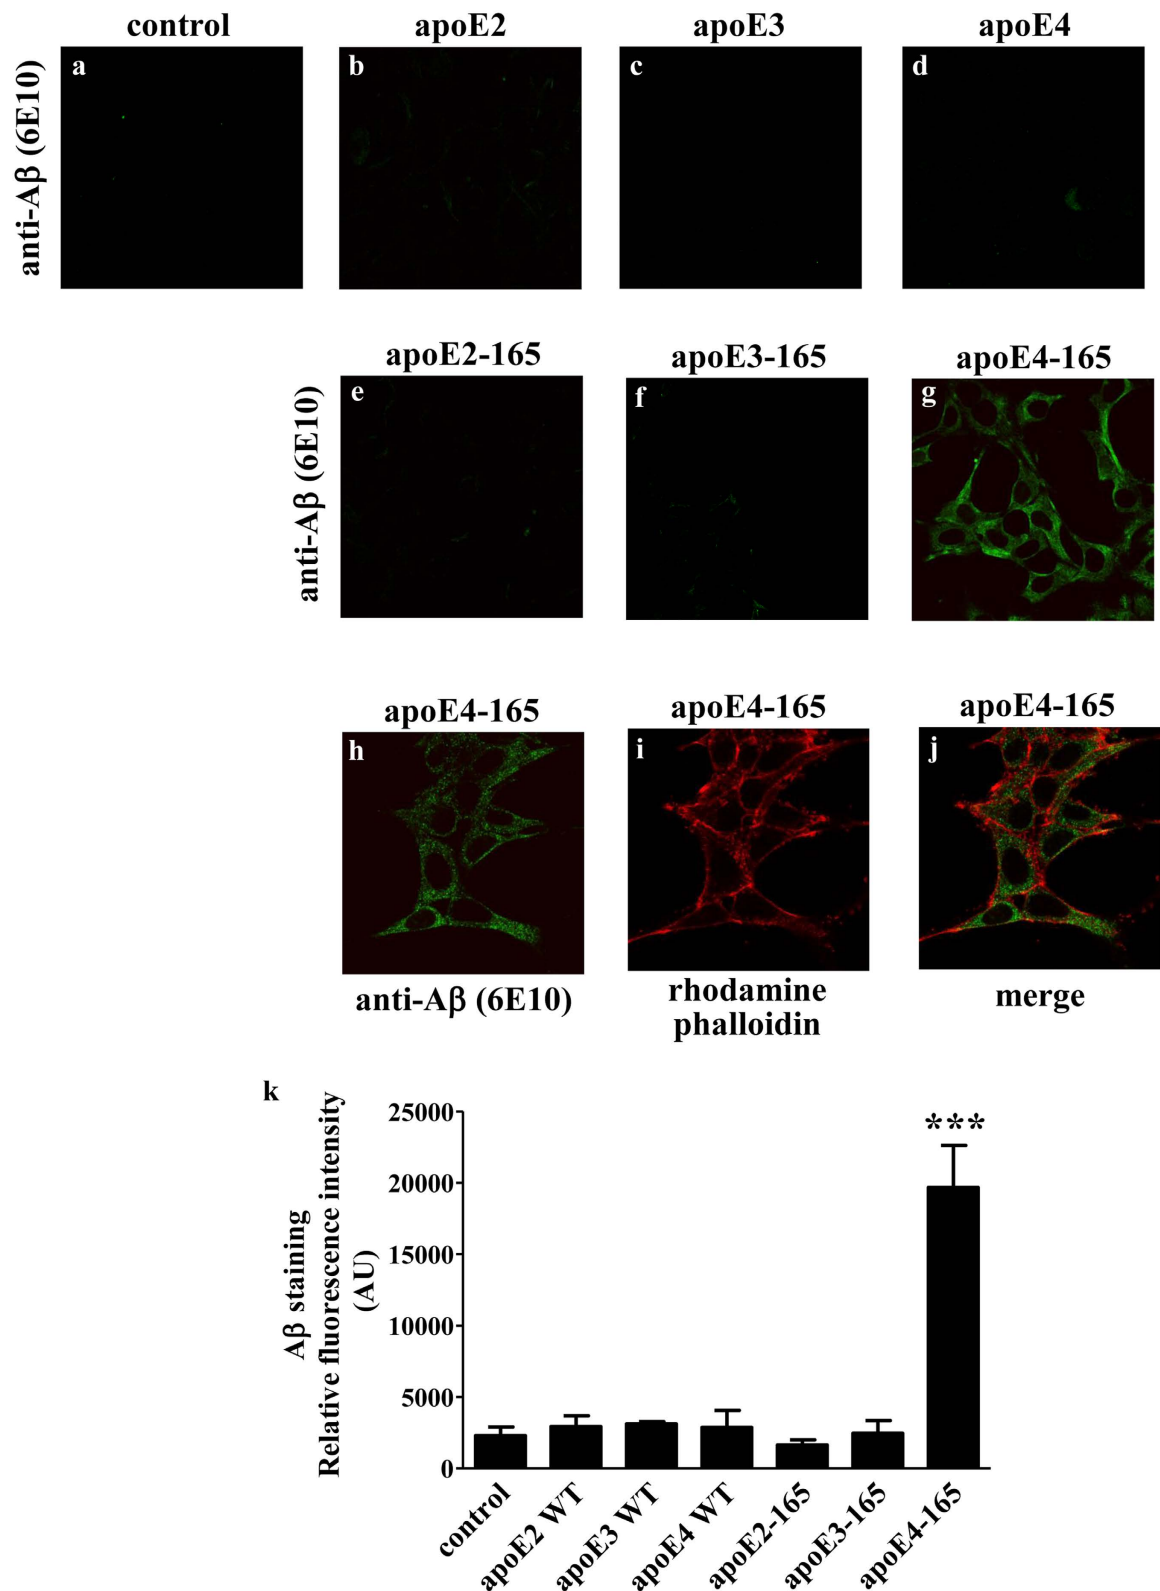 control
apoE2
apoE3
apoE4
anti-Aβ (6E10)
a
b
c
d
apoE2-165
apoE3-165
apoE4-165
anti-Aβ (6E10)
e
f
g
apoE4-165
apoE4-165
apoE4-165
h
i
j
anti-Aβ (6E10)
rhodamine
phalloidin
merge
k
Aβ staining
Relative fluorescence intensity
(AU)
25000
20000
15000
10000
5000
0
***
control
apoE2 WT
apoE3 WT
apoE4 WT
apoE2-165
apoE3-165
apoE4-165